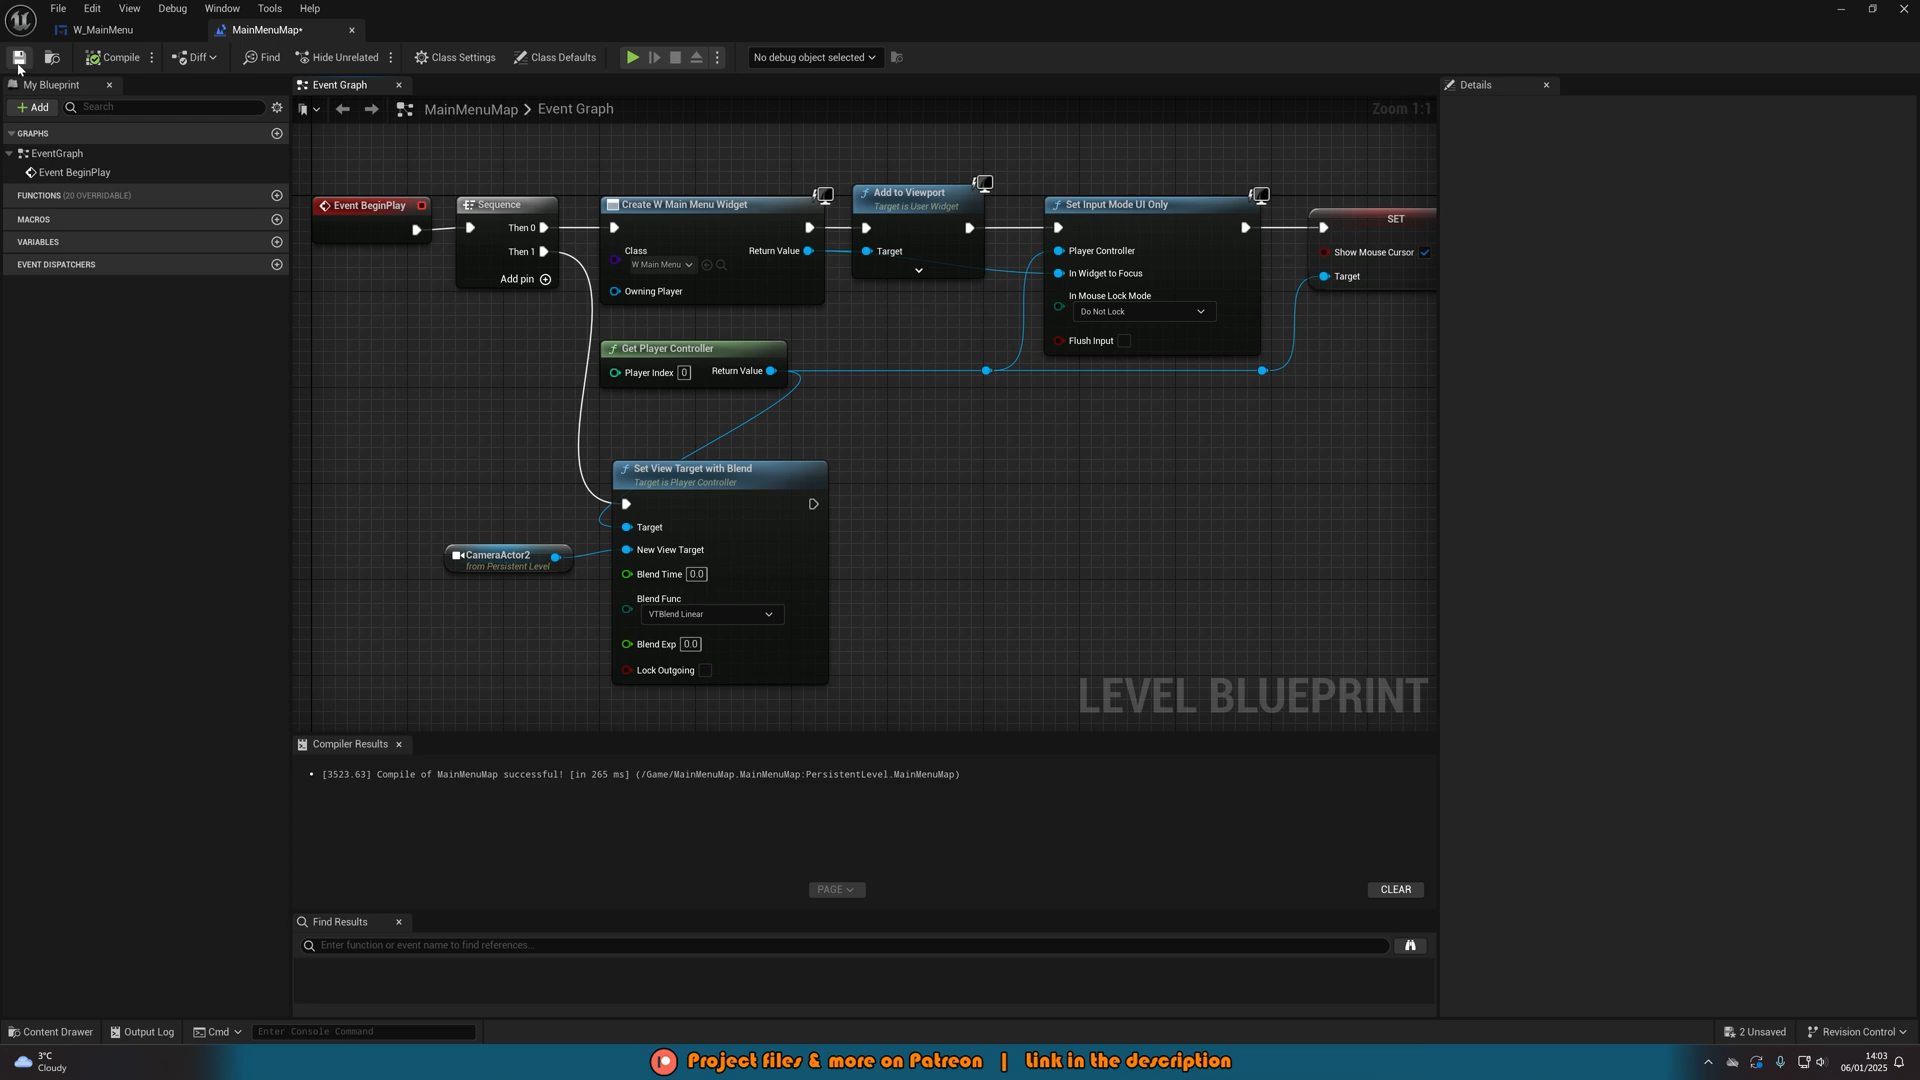 File Edit View Debug Window Tools Help
W_MainMenu MainMenuMap*
Compile Diff Find Hide Unrelated Class Settings Class Defaults No debug object selected
My Blueprint Event Graph Details
Add Search MainMenuMap > Event Graph Zoom 1:1
GRAPHS
EventGraph
Event BeginPlay
FUNCTIONS (20 OVERRIDABLE)
MACROS
VARIABLES
EVENT DISPATCHERS
Event BeginPlay
Sequence
Then 0
Then 1
Add pin
Create W Main Menu Widget
Class
W Main Menu
Return Value
Owning Player
Add to Viewport
Target is User Widget
Target
Set Input Mode UI Only
Player Controller
In Widget to Focus
In Mouse Lock Mode
Do Not Lock
Flush Input
SET
Show Mouse Cursor
Target
Get Player Controller
Player Index 0 Return Value
Set View Target with Blend
Target is Player Controller
Target
New View Target
Blend Time 0.0
Blend Func
VTBlend Linear
Blend Exp 0.0
Lock Outgoing
CameraActor2
from Persistent Level
LEVEL BLUEPRINT
Compiler Results
• [3523.63] Compile of MainMenuMap successful! [in 265 ms] (/Game/MainMenuMap.MainMenuMap:PersistentLevel.MainMenuMap)
PAGE CLEAR
Find Results
Enter function or event name to find references...
Content Drawer Output Log Cmd Enter Console Command 2 Unsaved Revision Control
3°C
Cloudy
Project files & more on Patreon | Link in the description
14:03
06/01/2025